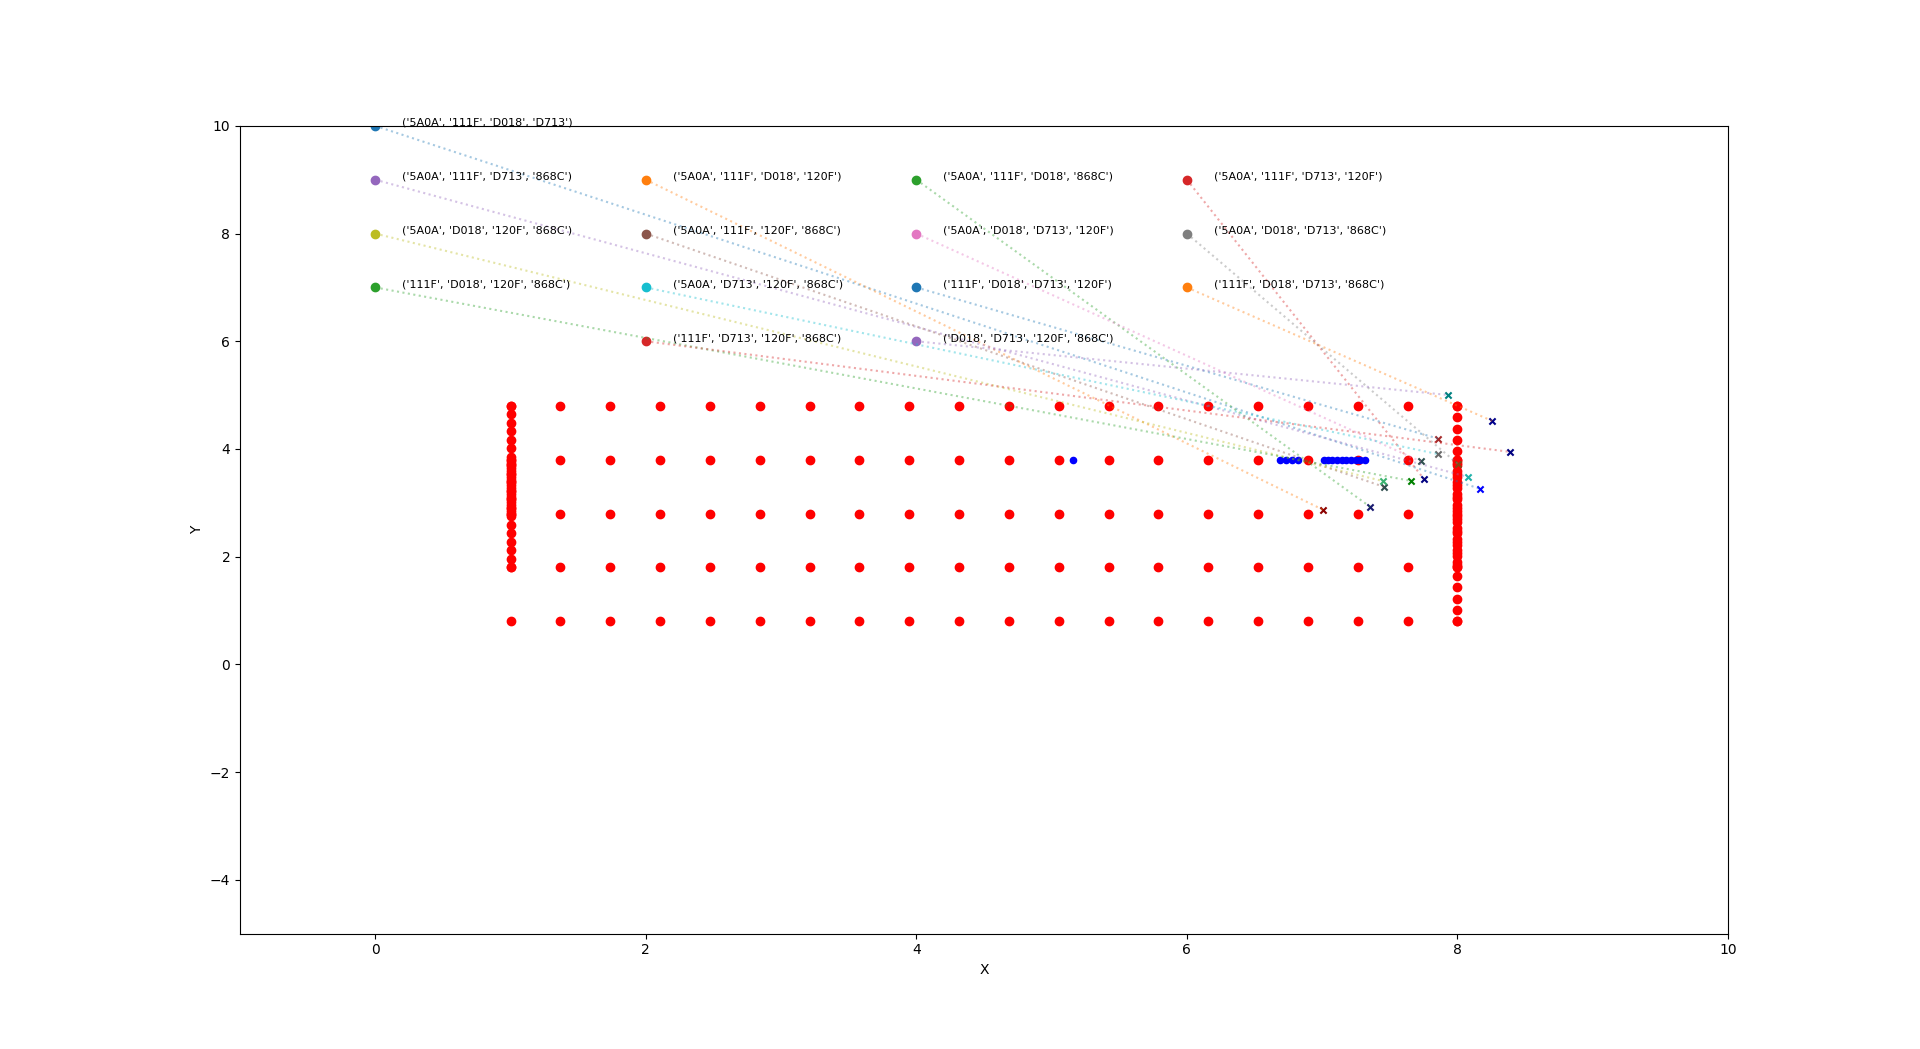 10
('5A0A', '111F', 'D018', 'D713')
('5A0A', '111F', 'D713', '868C')
('5A0A', '111F', 'D018', '120F')
('5A0A', '111F', 'D018', '868C')
('5A0A', '111F', 'D713', '120F')
8
('5A0A', 'D018', '120F', '868C')
('5A0A', '111F', '120F', '868C')
('5A0A', 'D018', 'D713', '120F')
('5A0A', 'D018', 'D713', '868C')
('111F', 'D018', '120F', '868C')
('5A0A', 'D713', '120F', '868C')
('111F', 'D018', 'D713', '120F')
('111F', 'D018', 'D713', '868C')
6
('111F', 'D713', '120F', '868C')
('D018', 'D713', '120F', '868C')
4
Y
2
0
−2
−4
0 2 4 6 8 10
X